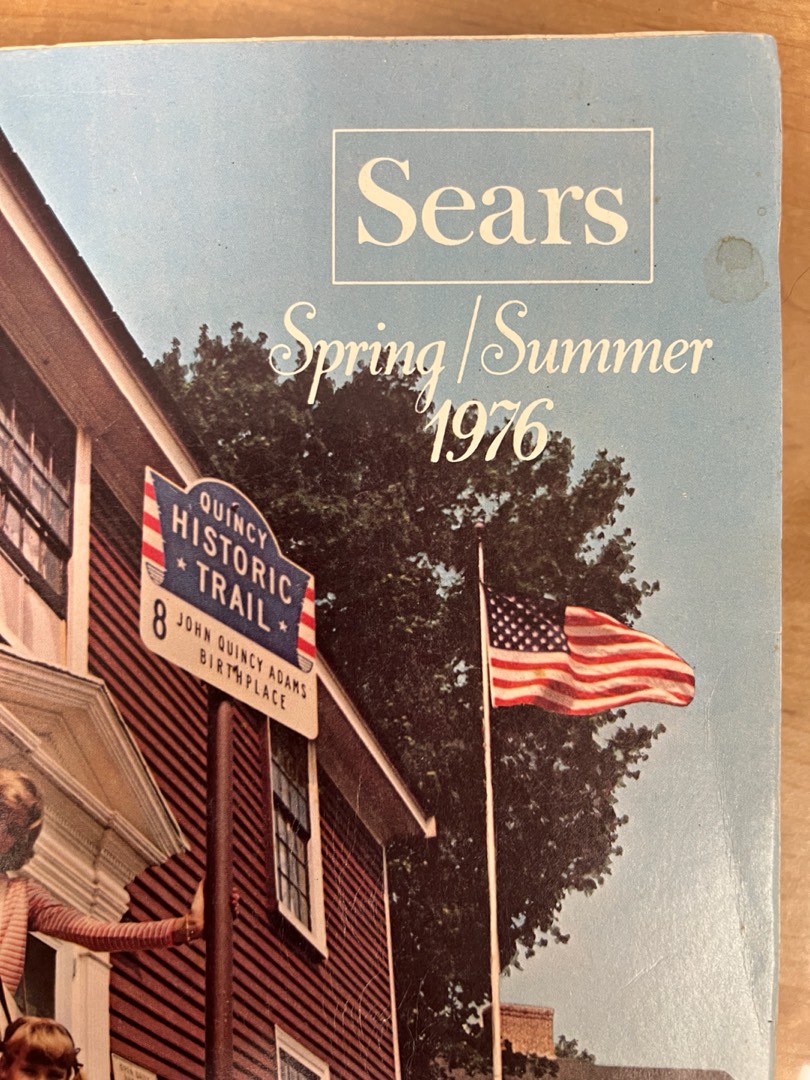 Sears
Spring/Summer
1976
QUINCY
HISTORIC
TRAIL
8 JOHN QUINCY ADAMS
BIRTHPLACE